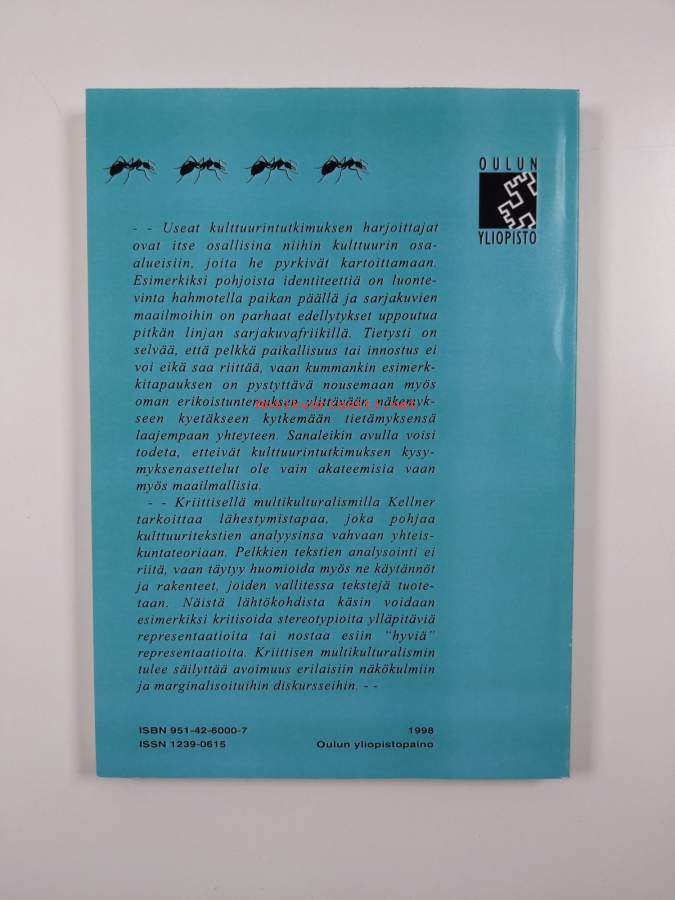 OULUN
YLIOPISTO
- - Useat kulttuurintutkimuksen harjoittajat
ovat itse osallisina niihin kulttuurin osa-
alueisiin, joita he pyrkivät kartoittamaan.
Esimerkiksi pohjoista identiteettiä on luonte-
vinta hahmotella paikan päällä ja sarjakuvien
maailmoihin on parhaat edellytykset uppoutua
pitkän linjan sarjakuvafriikillä. Tietysti on
selvää, että pelkkä paikallisuus tai innostus ei
voi eikä saa riittää, vaan kummankin esimerk-
kitapauksen on pystyttävä nousemaan myös
oman erikoistuntemuksen ylittävään näkemyk-
seen kyetäkseen kytkemään tietämyksensä
laajempaan yhteyteen. Sanaleikin avulla voisi
todeta, etteivät kulttuurintutkimuksen kysy-
myksenasettelut ole vain akateemisia vaan
myös maailmallisia.
- - Kriittisellä multikulturalismilla Kellner
tarkoittaa lähestymistapaa, joka pohjaa
kulttuuritekstien analyysinsa vahvaan yhteis-
kuntateoriaan. Pelkkien tekstien analysointi ei
riitä, vaan täytyy huomioida myös ne käytännöt
ja rakenteet, joiden vallitessa tekstejä tuote-
taan. Näistä lähtökohdista käsin voidaan
esimerkiksi kritisoida stereotypioita ylläpitäviä
representaatioita tai nostaa esiin "hyviä"
representaatioita. Kriittisen multikulturalismin
tulee säilyttää avoimuus erilaisiin näkökulmiin
ja marginalisoituihin diskursseihin. - -
ISBN 951-42-6000-7 1998
ISSN 1239-0615 Oulun yliopistopaino